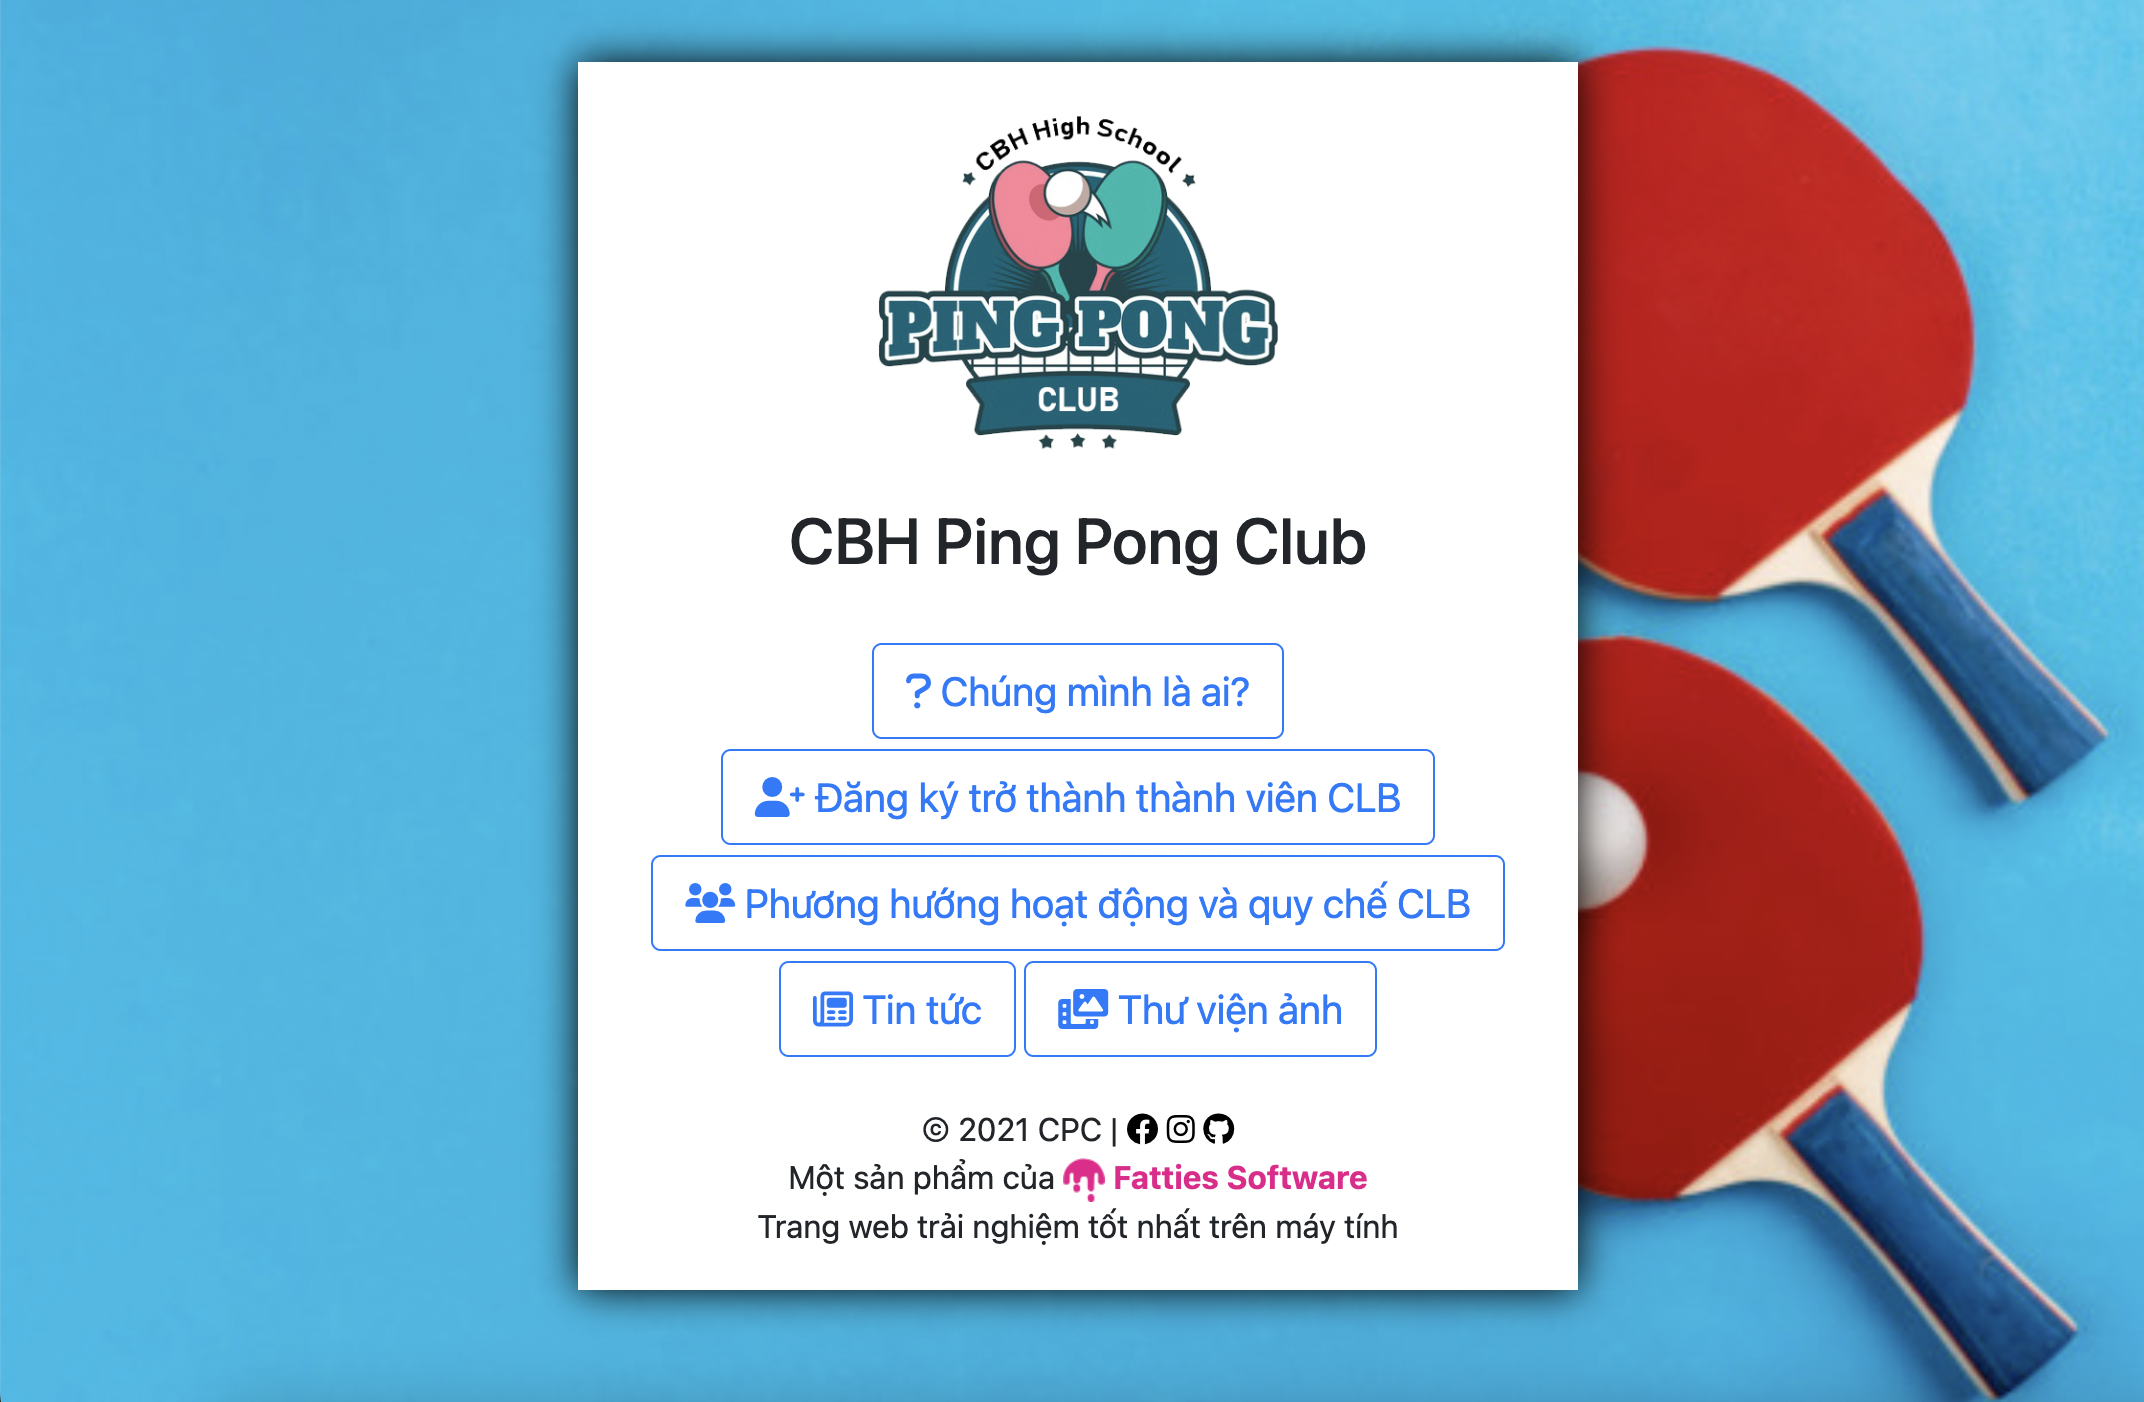 CBH High School
PING PONG
CLUB
CBH Ping Pong Club
? Chúng mình là ai?
Đăng ký trở thành thành viên CLB
Phương hướng hoạt động và quy chế CLB
Tin tức
Thư viện ảnh
© 2021 CPC |
Một sản phẩm của Fatties Software
Trang web trải nghiệm tốt nhất trên máy tính